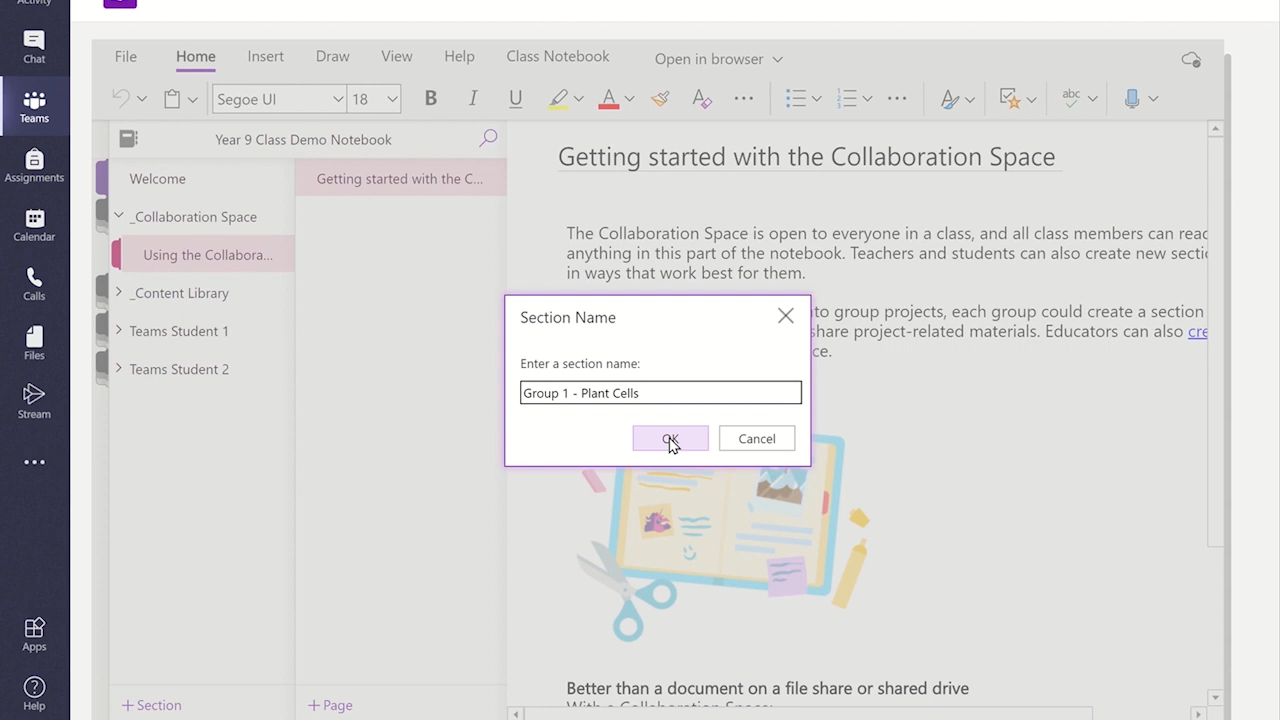 Activity
Chat
Teams
Assignments
Calendar
Calls
Files
Stream
Apps
Help
File Home Insert Draw View Help Class Notebook Open in browser
Segoe UI 18 B I U abc
Year 9 Class Demo Notebook
Welcome
_Collaboration Space
Using the Collabora...
_Content Library
Teams Student 1
Teams Student 2
+ Section
Getting started with the C...
+ Page
Getting started with the Collaboration Space
The Collaboration Space is open to everyone in a class, and all class members can read
anything in this part of the notebook. Teachers and students can also create new secti
in ways that work best for them.
nto group projects, each group could create a section
share project-related materials. Educators can also cre
ce.
Section Name
Enter a section name:
Group 1 - Plant Cells
OK Cancel
Better than a document on a file share or shared drive
With a Collaboration Space: